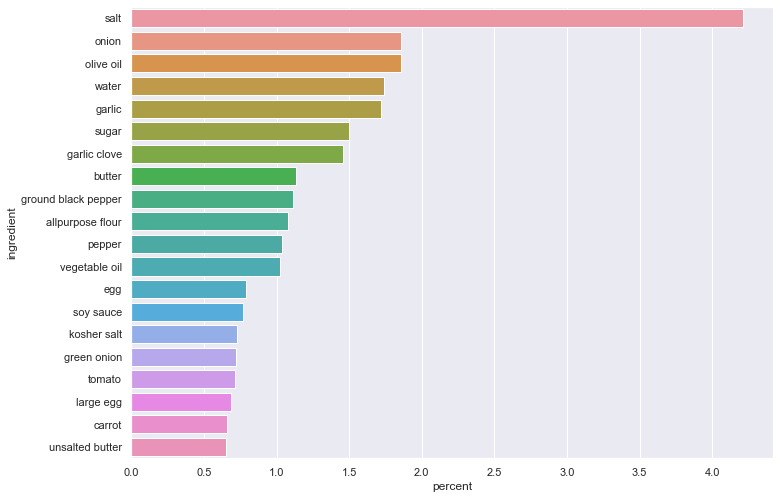 salt
onion
olive oil
water
garlic
sugar
garlic clove
butter
ground black pepper
allpurpose flour
pepper
vegetable oil
egg
soy sauce
kosher salt
green onion
tomato
large egg
carrot
unsalted butter
ingredient
0.0 0.5 1.0 1.5 2.0 2.5 3.0 3.5 4.0
percent